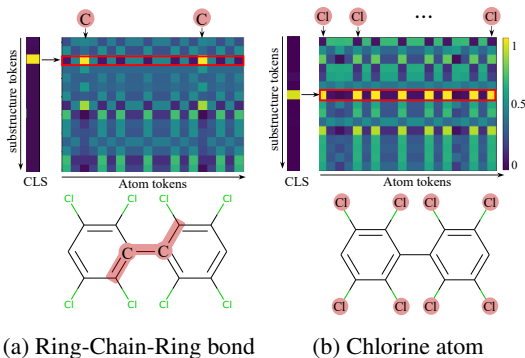 C C
Cl Cl ... Cl
substructure tokens
CLS
Atom tokens
substructure tokens
CLS
Atom tokens
1
0.5
0
Cl Cl Cl Cl
C C
Cl Cl Cl Cl
Cl Cl Cl Cl
Cl Cl Cl Cl
(a) Ring-Chain-Ring bond
(b) Chlorine atom